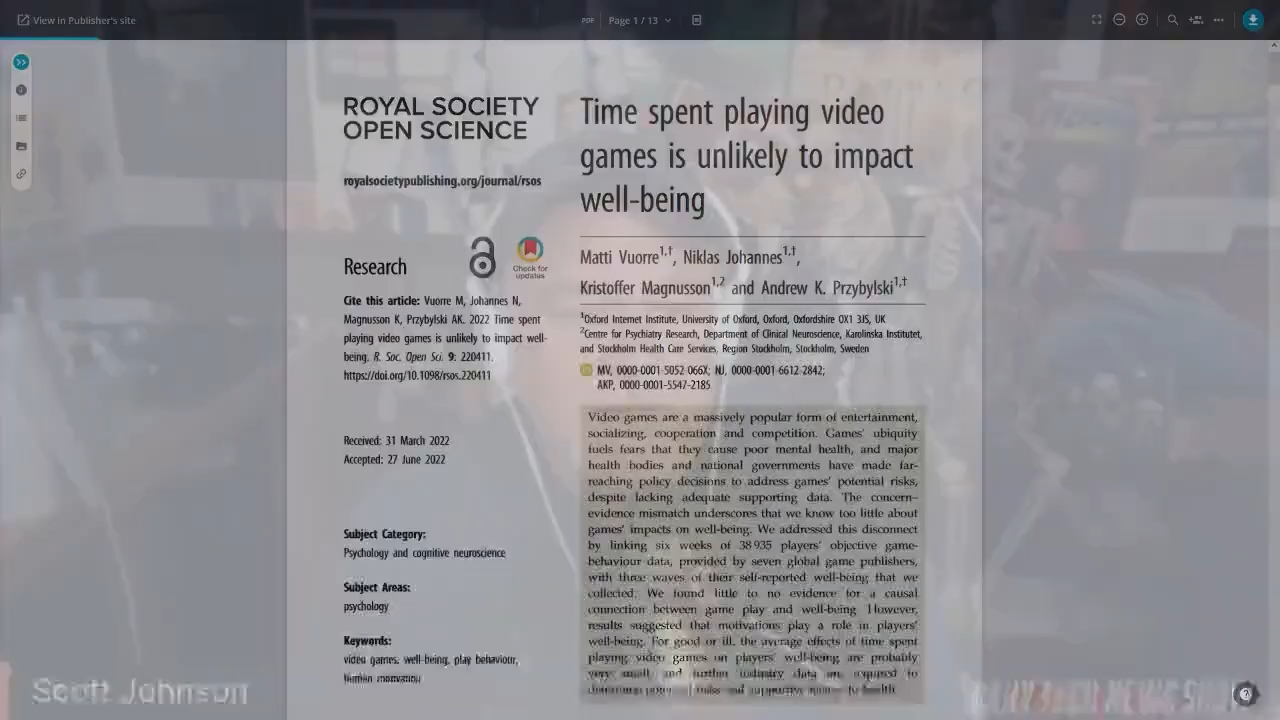 View in Publisher's site
PDF
Page 1 / 13
ROYAL SOCIETY
OPEN SCIENCE
royalsocietypublishing.org/journal/rsos
Research
Check for
updates
Cite this article: Vuorre M, Johannes N,
Magnusson K, Przybylski AK. 2022 Time spent
playing video games is unlikely to impact well-
being. R. Soc. Open Sci. 9: 220411.
https://doi.org/10.1098/rsos.220411
Received: 31 March 2022
Accepted: 27 June 2022
Subject Category:
Psychology and cognitive neuroscience
Subject Areas:
psychology
Keywords:
video games, well-being, play behaviour,
human motivation
Time spent playing video
games is unlikely to impact
well-being
Matti Vuorre1,†, Niklas Johannes1,†,
Kristoffer Magnusson1,2 and Andrew K. Przybylski1,†
1Oxford Internet Institute, University of Oxford, Oxford, Oxfordshire OX1 3JS, UK
2Centre for Psychiatry Research, Department of Clinical Neuroscience, Karolinska Institutet,
and Stockholm Health Care Services, Region Stockholm, Stockholm, Sweden
iD MV, 0000-0001-5052-066X; NJ, 0000-0001-6612-2842;
AKP, 0000-0001-5547-2185
Video games are a massively popular form of entertainment,
socializing, cooperation and competition. Games' ubiquity
fuels fears that they cause poor mental health, and major
health bodies and national governments have made far-
reaching policy decisions to address games' potential risks,
despite lacking adequate supporting data. The concern–
evidence mismatch underscores that we know too little about
games' impacts on well-being. We addressed this disconnect
by linking six weeks of 38 935 players' objective game-
behaviour data, provided by seven global game publishers,
with three waves of their self-reported well-being that we
collected. We found little to no evidence for a causal
connection between game play and well-being. However,
results suggested that motivations play a role in players'
well-being. For good or ill, the average effects of time spent
playing video games on players' well-being are probably
very small, and further industry data are required to
Scott Johnson